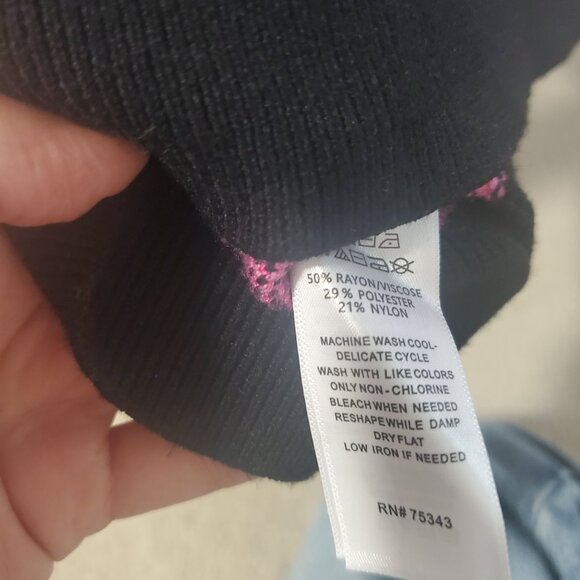 50% RAYON/VISCOSE
29% POLYESTER
21% NYLON
MACHINE WASH COOL-
DELICATE CYCLE
WASH WITH LIKE COLORS
ONLY NON-CHLORINE
BLEACH WHEN NEEDED
RESHAPE WHILE DAMP
DRY FLAT
LOW IRON IF NEEDED
RN# 75343